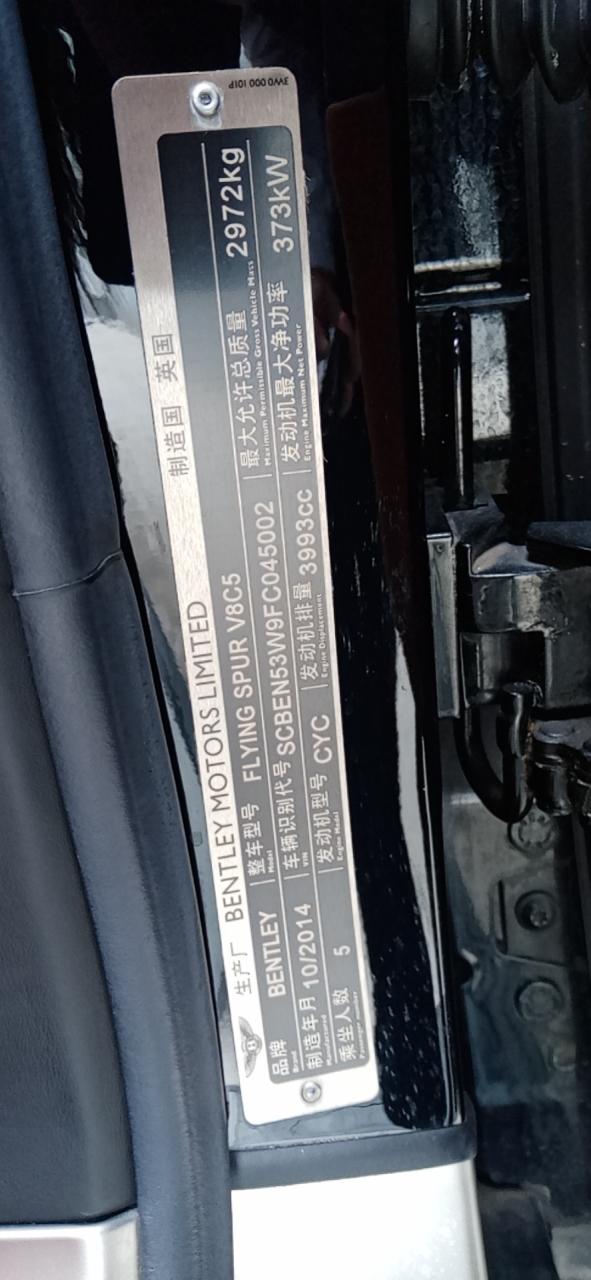 3W0 000 101P
生产厂 BENTLEY MOTORS LIMITED 制造国 英国
品牌 BENTLEY 整车型号 FLYING SPUR V8C5 最大允许总质量 2972kg
Brand Model Maximum Permissible Gross Vehicle Mass
制造年月 10/2014 车辆识别代号 SCBEN53W9FC045002 发动机最大净功率 373kW
Manufactured VIN Engine Maximum Net Power
乘坐人数 5 发动机型号 CYC 发动机排量 3993CC
Passenger number Engine Model Engine Displacement